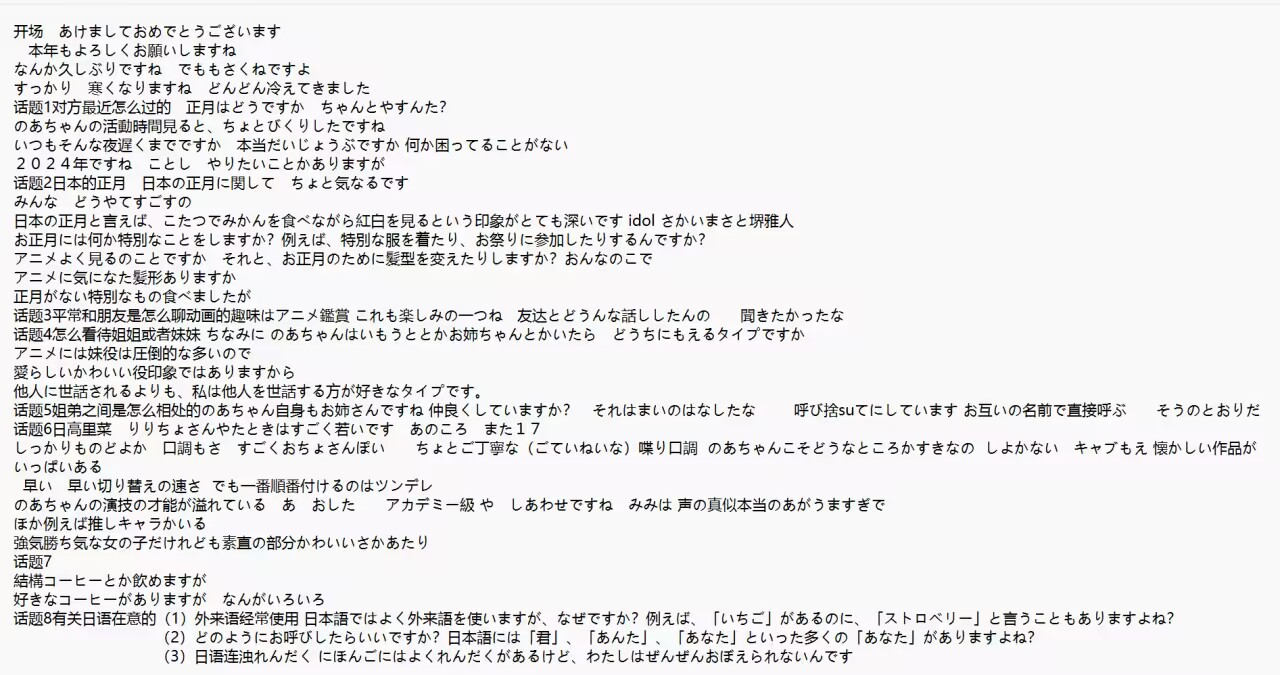 开场　あけましておめでとうございます
　本年もよろしくお願いしますね
なんか久しぶりですね　でももさくねですよ
すっかり　寒くなりますね　どんどん冷えてきました
话题1对方最近怎么过的　正月はどうですか　ちゃんとやすんた?
のあちゃんの活動時間見ると、ちょとびくりしたですね
いつもそんな夜遅くまでですか　本当だいじょうぶですか 何か困ってることがない
２０２４年ですね　ことし　やりたいことかありますが
话题2日本的正月　日本の正月に関して　ちょと気なるです
みんな　どうやてすごすの
日本の正月と言えば、こたつでみかんを食べながら紅白を見るという印象がとても深いです idol さかいまさと堺雅人
お正月には何か特別なことをしますか? 例えば、特別な服を着たり、お祭りに参加したりするんですか?
アニメよく見るのことですか　それと、お正月のために髪型を変えたりしますか? おんなのこで
アニメに気になた髪形ありますか
正月がない特別なもの食べましたが
话题3平常和朋友是怎么聊动画的趣味はアニメ鑑賞 これも楽しみの一つね　友达とどうんな話ししたんの　　聞きたかったな
话题4怎么看待姐姐或者妹妹 ちなみに のあちゃんはいもうととかお姉ちゃんとかいたら　どうちにもえるタイプですか
アニメには妹役は圧倒的な多いので
愛らしいかわいい役印象ではありますから
他人に世話されるよりも、私は他人を世話する方が好きなタイプです。
话题5姐弟之间是怎么相处的のあちゃん自身もお姉さんですね 仲良くしていますか?　それはまいのはなしたな　　呼び捨suてにしています お互いの名前で直接呼ぶ　　そうのとおりだ
话题6日高里菜　りりちょさんやたときはすごく若いです　あのころ　また１７
しっかりものどよか　口調もさ　すごくおちょさんぽい　　ちょとご丁寧な（ごていねいな）喋り口調 のあちゃんこそどうなところかすきなの しよかない　キャブもえ 懐かしい作品がいっぱいある
早い　早い切り替えの速さ でも一番順番付けるのはツンデレ
のあちゃんの演技の才能が溢れている　あ　おした　　アカデミー級 や　しあわせですね　みみは 声の真似本当のあがうますぎで
ほか例えば推しキャラかいる
強気勝ち気な女の子だけれども素直の部分かわいいさかあたり
话题7
結構コーヒーとか飲めますが
好きなコーヒーがありますが　なんがいろいろ
话题8有关日语在意的（1）外来语经常使用 日本語ではよく外来語を使いますが、なぜですか? 例えば、「いちご」があるのに、「ストロベリー」と言うこともありますよね?
（2）どのようにお呼びしたらいいですか? 日本語には「君」、「あんた」、「あなた」といった多くの「あなた」がありますよね?
（3）日语连浊れんだく にほんごにはよくれんだくがあるけど、わたしはぜんぜんおぼえられないんです